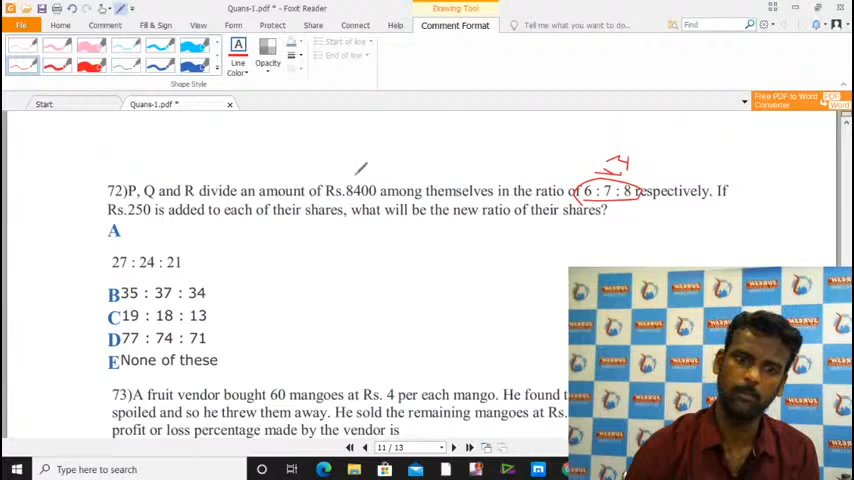 Quans-1.pdf * - Foxit Reader
Drawing Tool
File
Home
Comment
Fill & Sign
View
Form
Protect
Share
Connect
Help
Comment Format
Tell me what you want to do...
Find
Line
Color
Opacity
Start of line
End of line
Shape Style
Start
Quans-1.pdf *
Free PDF to Word
Converter
PDF
Word
72)P, Q and R divide an amount of Rs.8400 among themselves in the ratio of 6 : 7 : 8 respectively. If
Rs.250 is added to each of their shares, what will be the new ratio of their shares?
A
27 : 24 : 21
B35 : 37 : 34
C19 : 18 : 13
D77 : 74 : 71
ENone of these
73)A fruit vendor bought 60 mangoes at Rs. 4 per each mango. He found t
spoiled and so he threw them away. He sold the remaining mangoes at Rs.
profit or loss percentage made by the vendor is
11 / 13
Type here to search